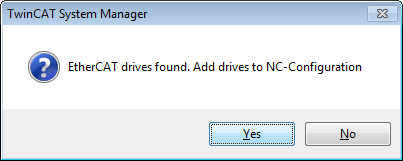 TwinCAT System Manager
EtherCAT drives found. Add drives to NC-Configuration
Yes
No